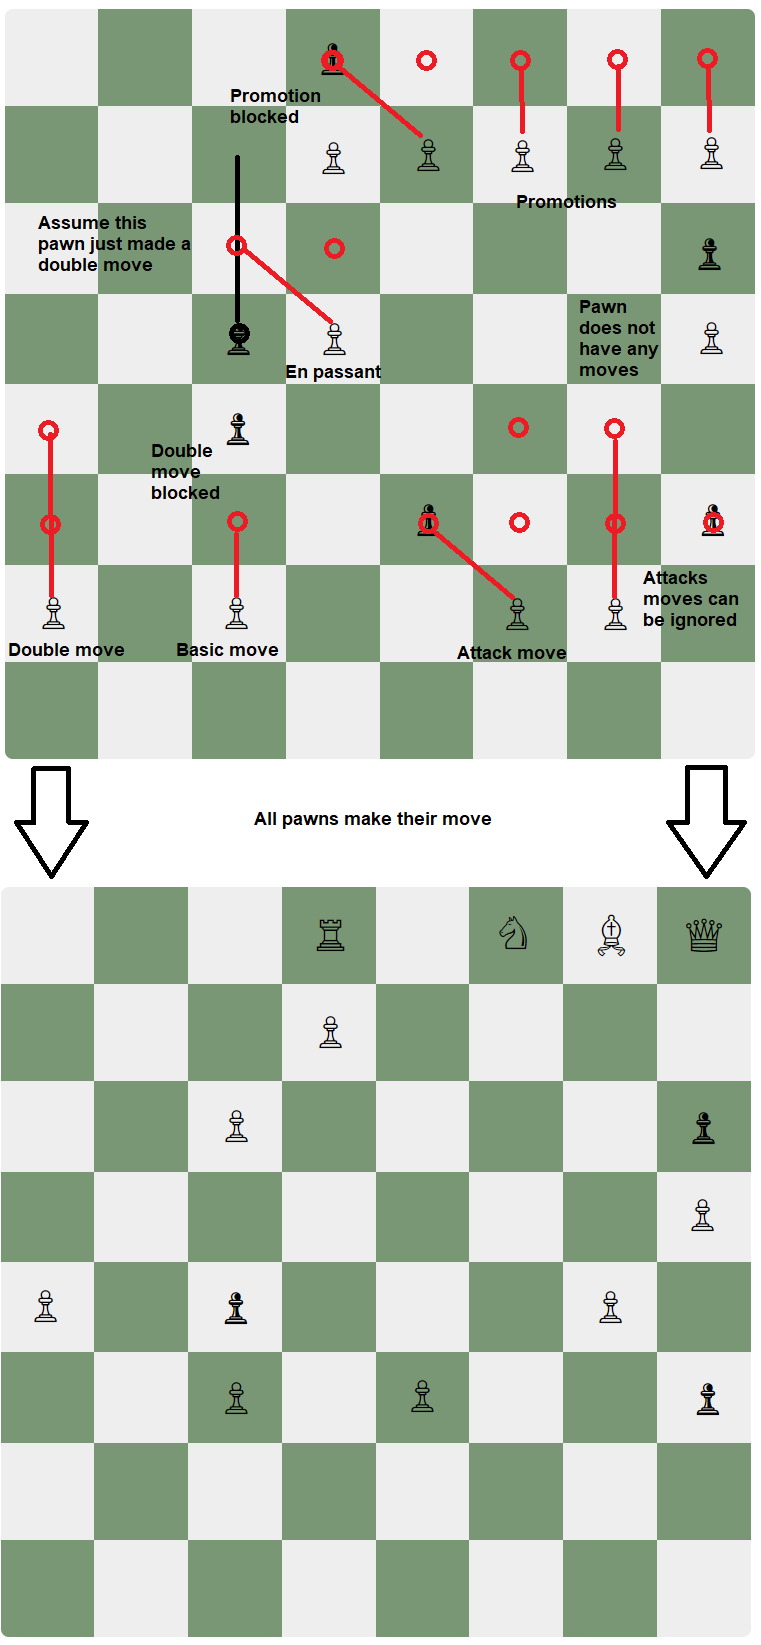 Promotion
blocked
Promotions
Assume this
pawn just made a
double move
Pawn
does not
have any
moves
En passant
Double
move
blocked
Attacks
moves can
be ignored
Double move
Basic move
Attack move
All pawns make their move